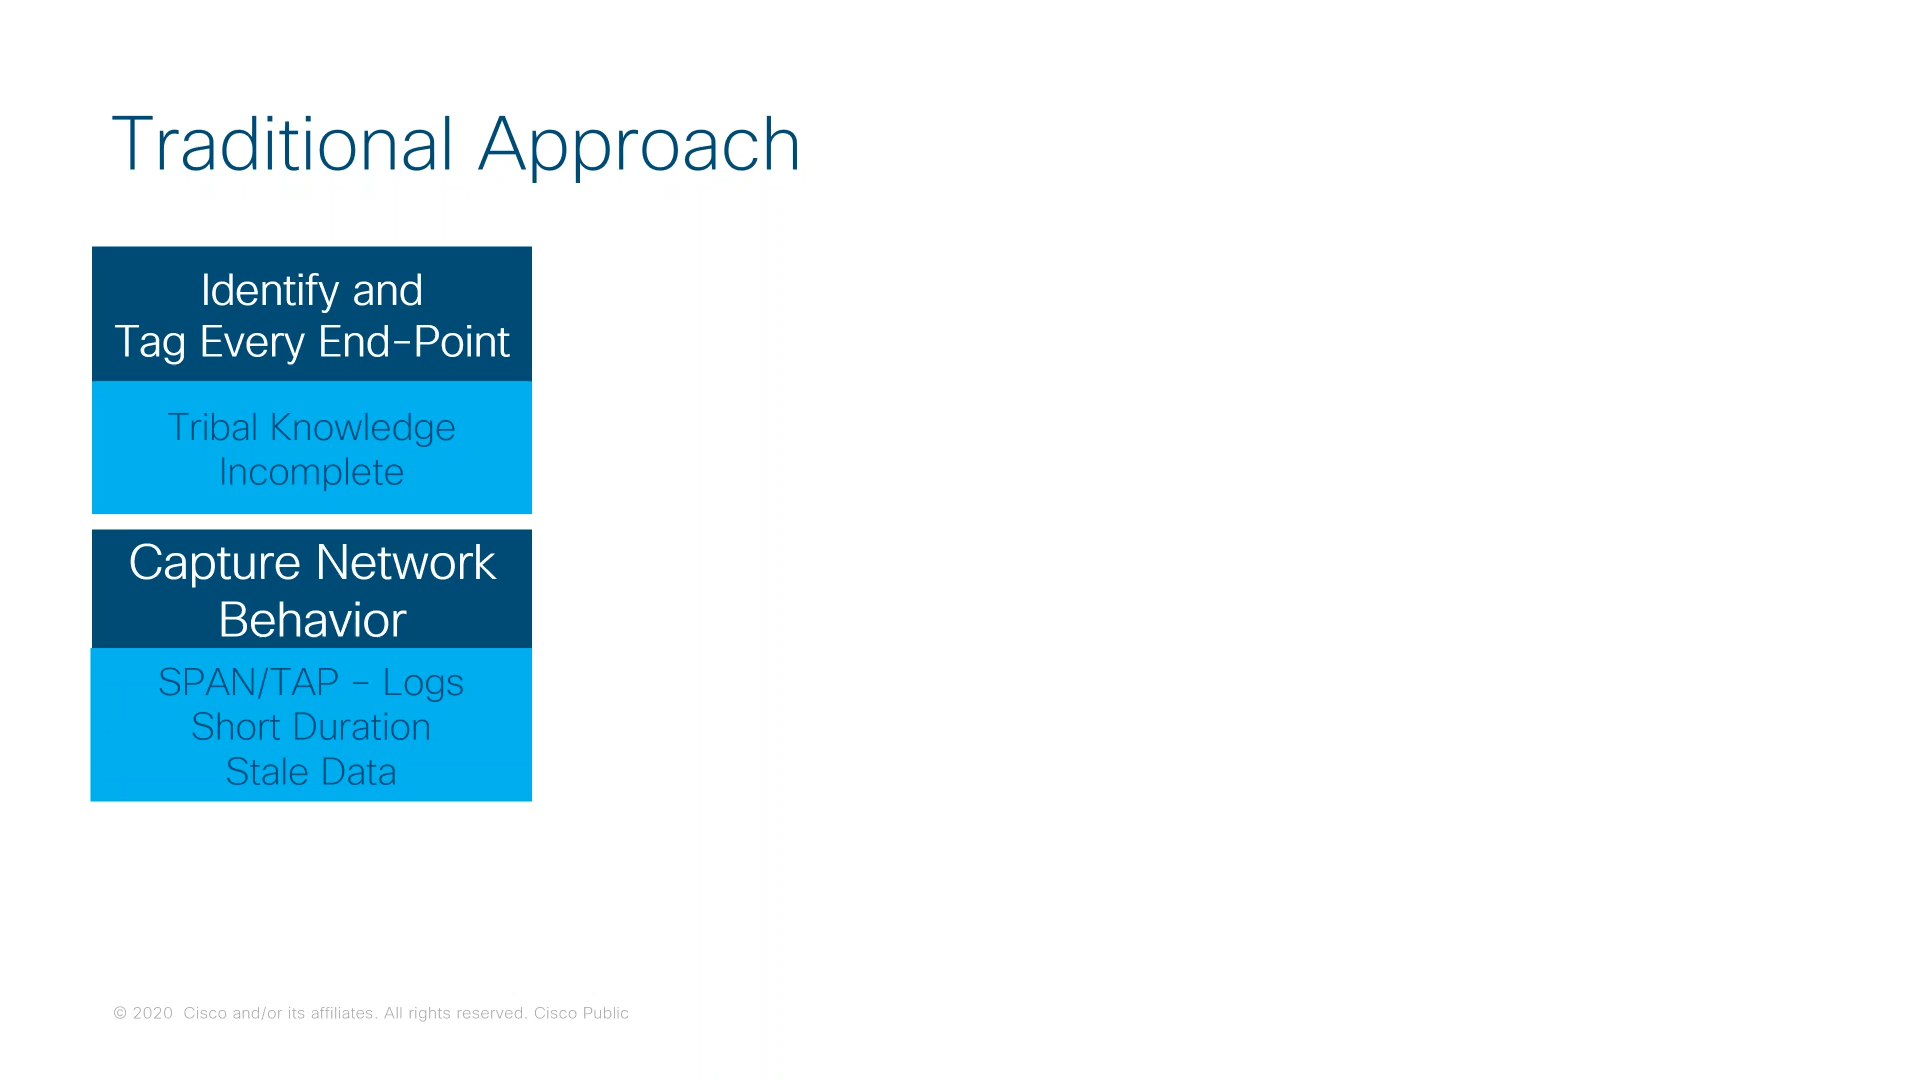 Traditional Approach
Identify and
Tag Every End-Point
Tribal Knowledge
Incomplete
Capture Network
Behavior
SPAN/TAP – Logs
Short Duration
Stale Data
© 2020 Cisco and/or its affiliates. All rights reserved. Cisco Public